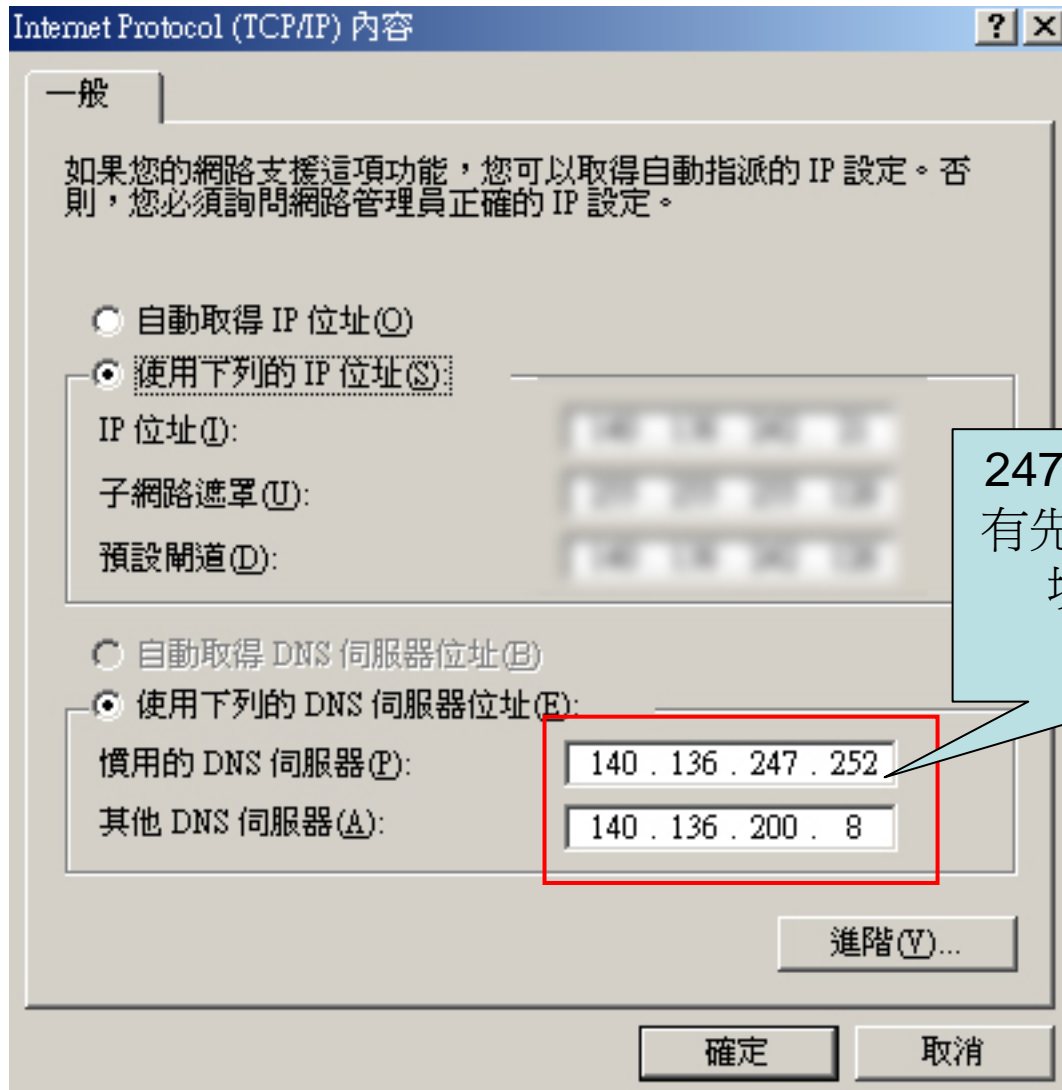 Internet Protocol (TCP/IP) 內容
一般
如果您的網路支援這項功能，您可以取得自動指派的 IP 設定。否
則，您必須詢問網路管理員正確的 IP 設定。
自動取得 IP 位址(O)
使用下列的 IP 位址(S):
IP 位址(I):
子網路遮罩(U):
預設閘道(D):
247
有先
自動取得 DNS 伺服器位址(B)
使用下列的 DNS 伺服器位址(E):
慣用的 DNS 伺服器(P): 140 . 136 . 247 . 252
其他 DNS 伺服器(A): 140 . 136 . 200 . 8
進階(V)...
確定 取消